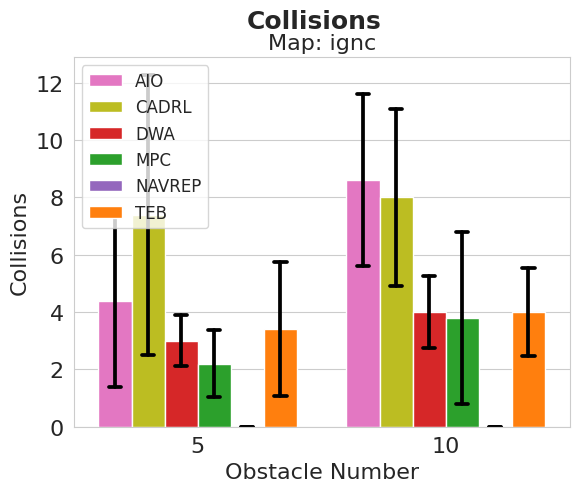 Collisions
Map: ignc
12
10
8
6
4
2
0
Collisions
AIO
CADRL
DWA
MPC
NAVREP
TEB
5
10
Obstacle Number